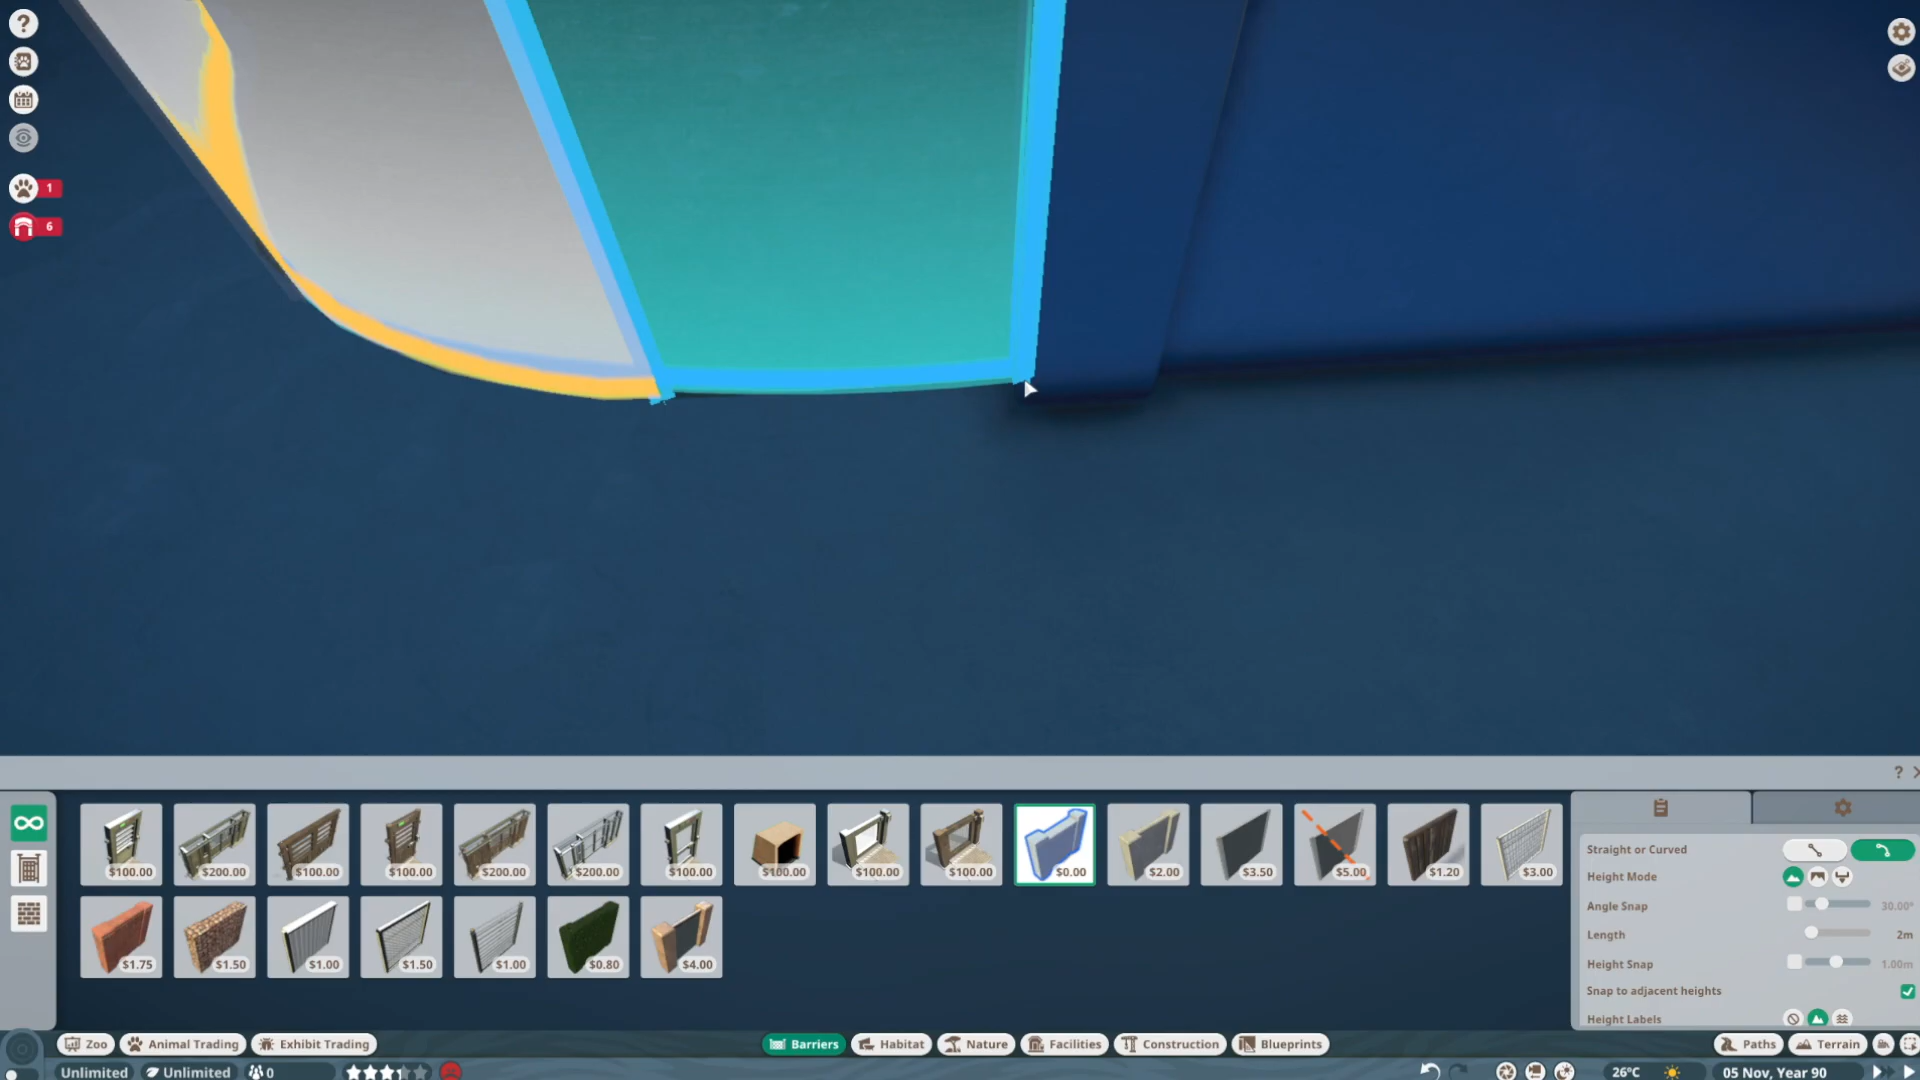 ?
1
6
? ×
$100.00 $200.00 $100.00 $100.00 $200.00 $200.00 $100.00 $100.00 $100.00 $100.00 $0.00 $2.00 $3.50 $5.00 $1.20 $3.00
$1.75 $1.50 $1.00 $1.50 $1.00 $0.80 $4.00
Straight or Curved
Height Mode
Angle Snap 30.00°
Length 2m
Height Snap 1.00m
Snap to adjacent heights
Height Labels
Zoo Animal Trading Exhibit Trading Barriers Habitat Nature Facilities Construction Blueprints Paths Terrain
Unlimited Unlimited 0 26°C 05 Nov, Year 90